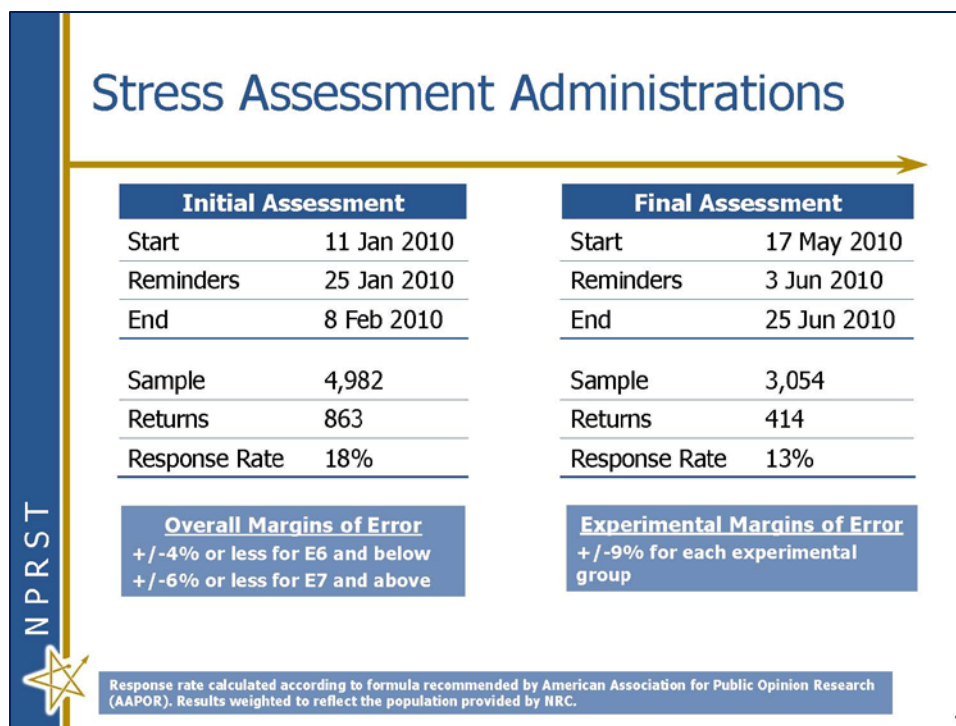 Stress Assessment Administrations
Initial Assessment
Start 11 Jan 2010
Reminders 25 Jan 2010
End 8 Feb 2010
Sample 4,982
Returns 863
Response Rate 18%
Overall Margins of Error
+/-4% or less for E6 and below
+/-6% or less for E7 and above
Final Assessment
Start 17 May 2010
Reminders 3 Jun 2010
End 25 Jun 2010
Sample 3,054
Returns 414
Response Rate 13%
Experimental Margins of Error
+/-9% for each experimental
group
NPRST
Response rate calculated according to formula recommended by American Association for Public Opinion Research
(AAPOR). Results weighted to reflect the population provided by NRC.